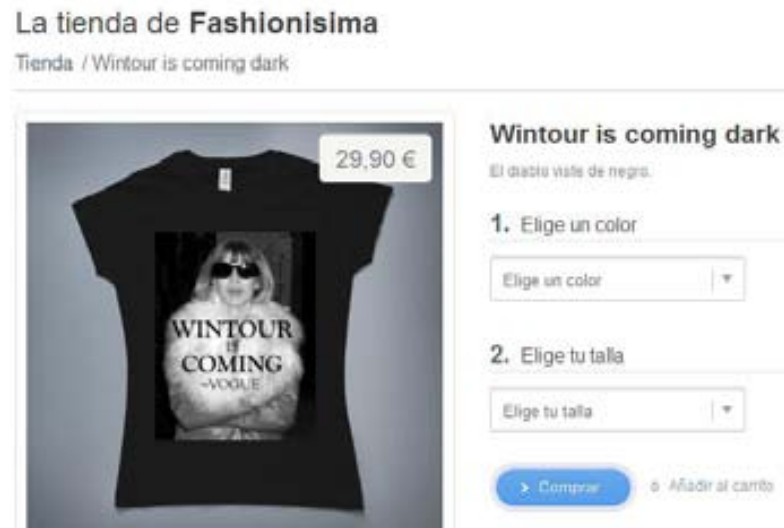 La tienda de Fashionisima
Tienda / Wintour is coming dark
29,90 €
WINTOUR
IS
COMING
~VOGUE
Wintour is coming dark
El diablo viste de negro.
1. Elige un color
Elige un color
2. Elige tu talla
Elige tu talla
> Comprar
o Añadir al carrito